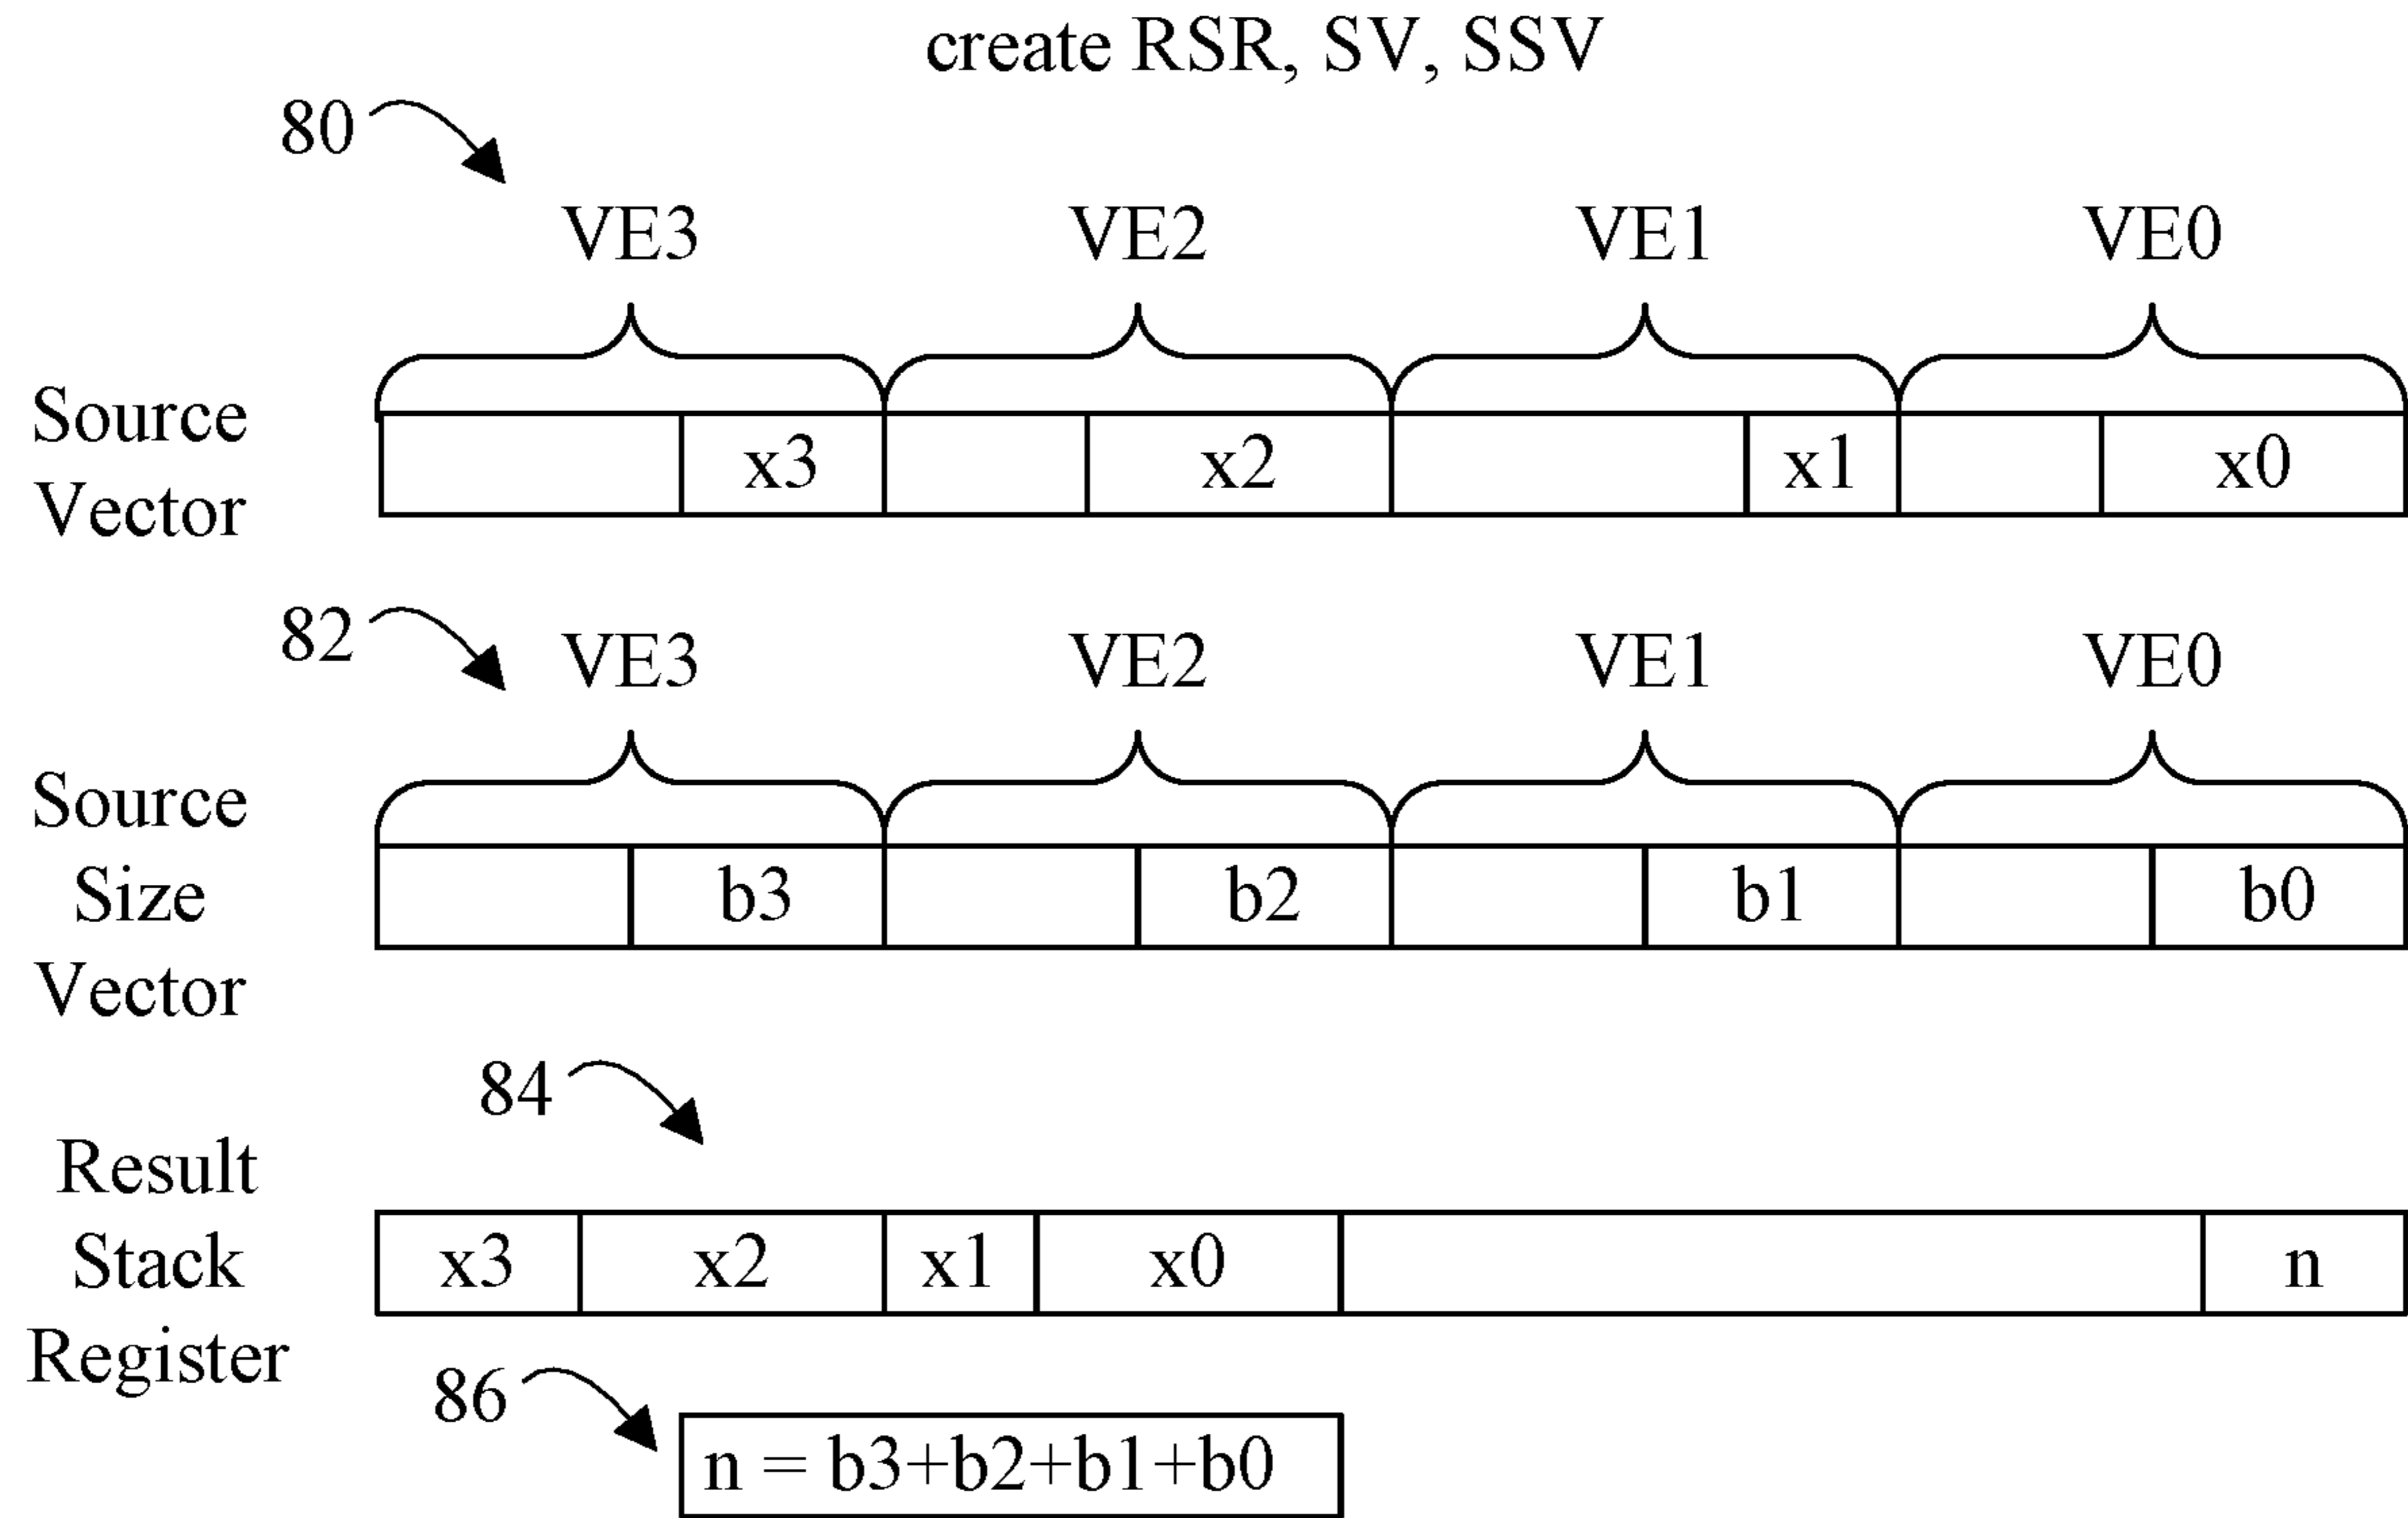 create RSR, SV, SSV
80
VE3 VE2 VE1 VE0
Source
Vector
x3 x2 x1 x0
82
VE3 VE2 VE1 VE0
Source
Size
Vector
b3 b2 b1 b0
84
Result
Stack
Register
x3 x2 x1 x0 n
86
n = b3+b2+b1+b0